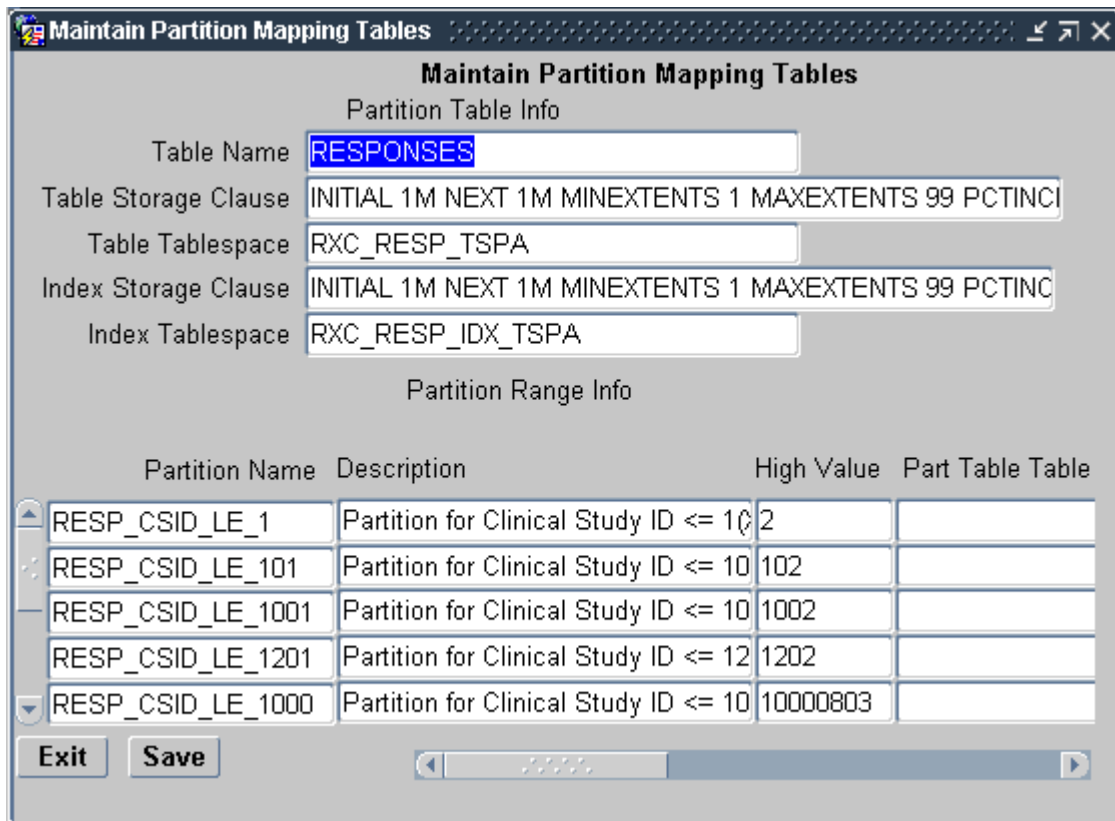 Maintain Partition Mapping Tables
Maintain Partition Mapping Tables
Partition Table Info
Table Name RESPONSES
Table Storage Clause INITIAL 1M NEXT 1M MINEXTENTS 1 MAXEXTENTS 99 PCTINCI
Table Tablespace RXC_RESP_TSPA
Index Storage Clause INITIAL 1M NEXT 1M MINEXTENTS 1 MAXEXTENTS 99 PCTINC
Index Tablespace RXC_RESP_IDX_TSPA
Partition Range Info
Partition Name Description High Value Part Table Table
RESP_CSID_LE_1 Partition for Clinical Study ID <= 1(> 2
RESP_CSID_LE_101 Partition for Clinical Study ID <= 10 102
RESP_CSID_LE_1001 Partition for Clinical Study ID <= 10 1002
RESP_CSID_LE_1201 Partition for Clinical Study ID <= 12 1202
RESP_CSID_LE_1000 Partition for Clinical Study ID <= 10 10000803
Exit Save